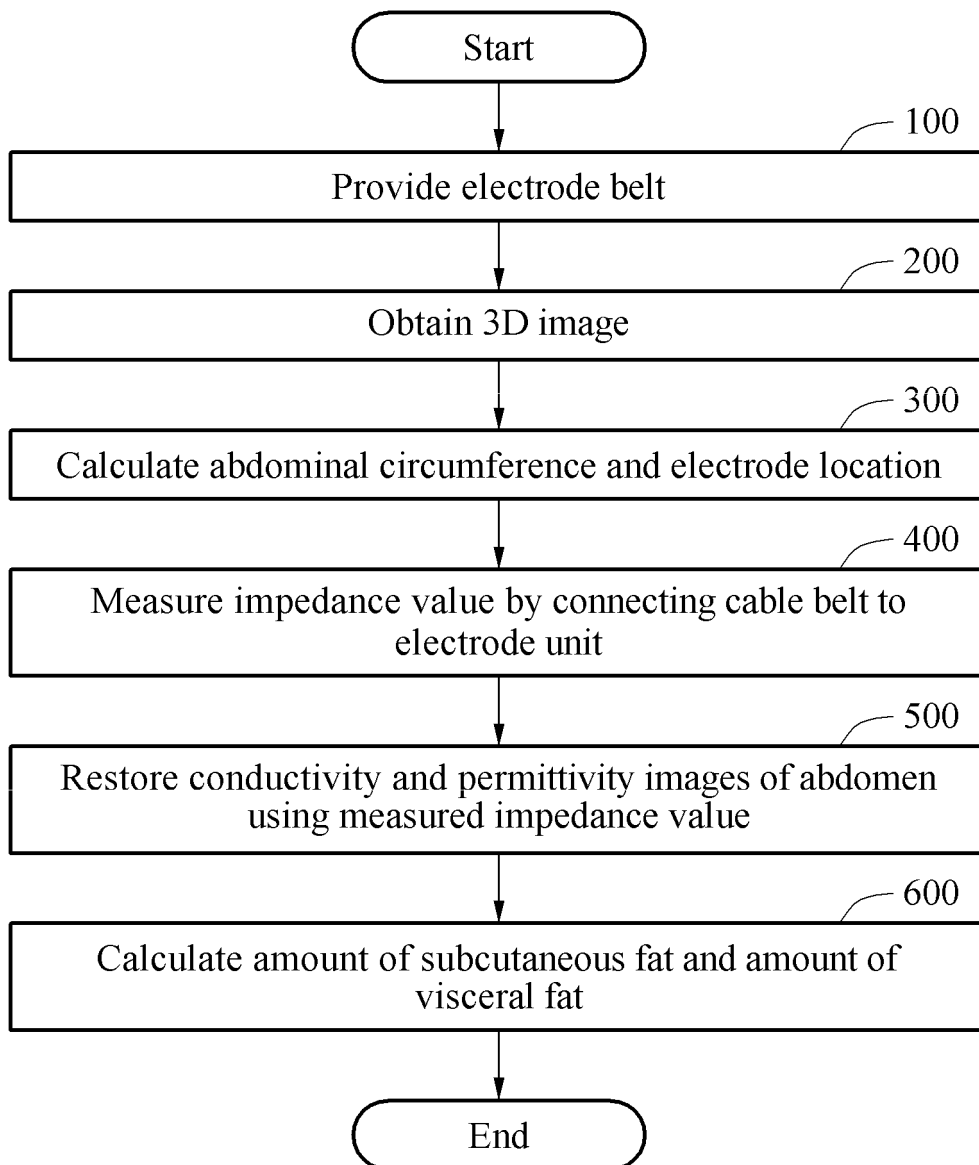 Start
100
Provide electrode belt
200
Obtain 3D image
300
Calculate abdominal circumference and electrode location
400
Measure impedance value by connecting cable belt to
electrode unit
500
Restore conductivity and permittivity images of abdomen
using measured impedance value
600
Calculate amount of subcutaneous fat and amount of
visceral fat
End